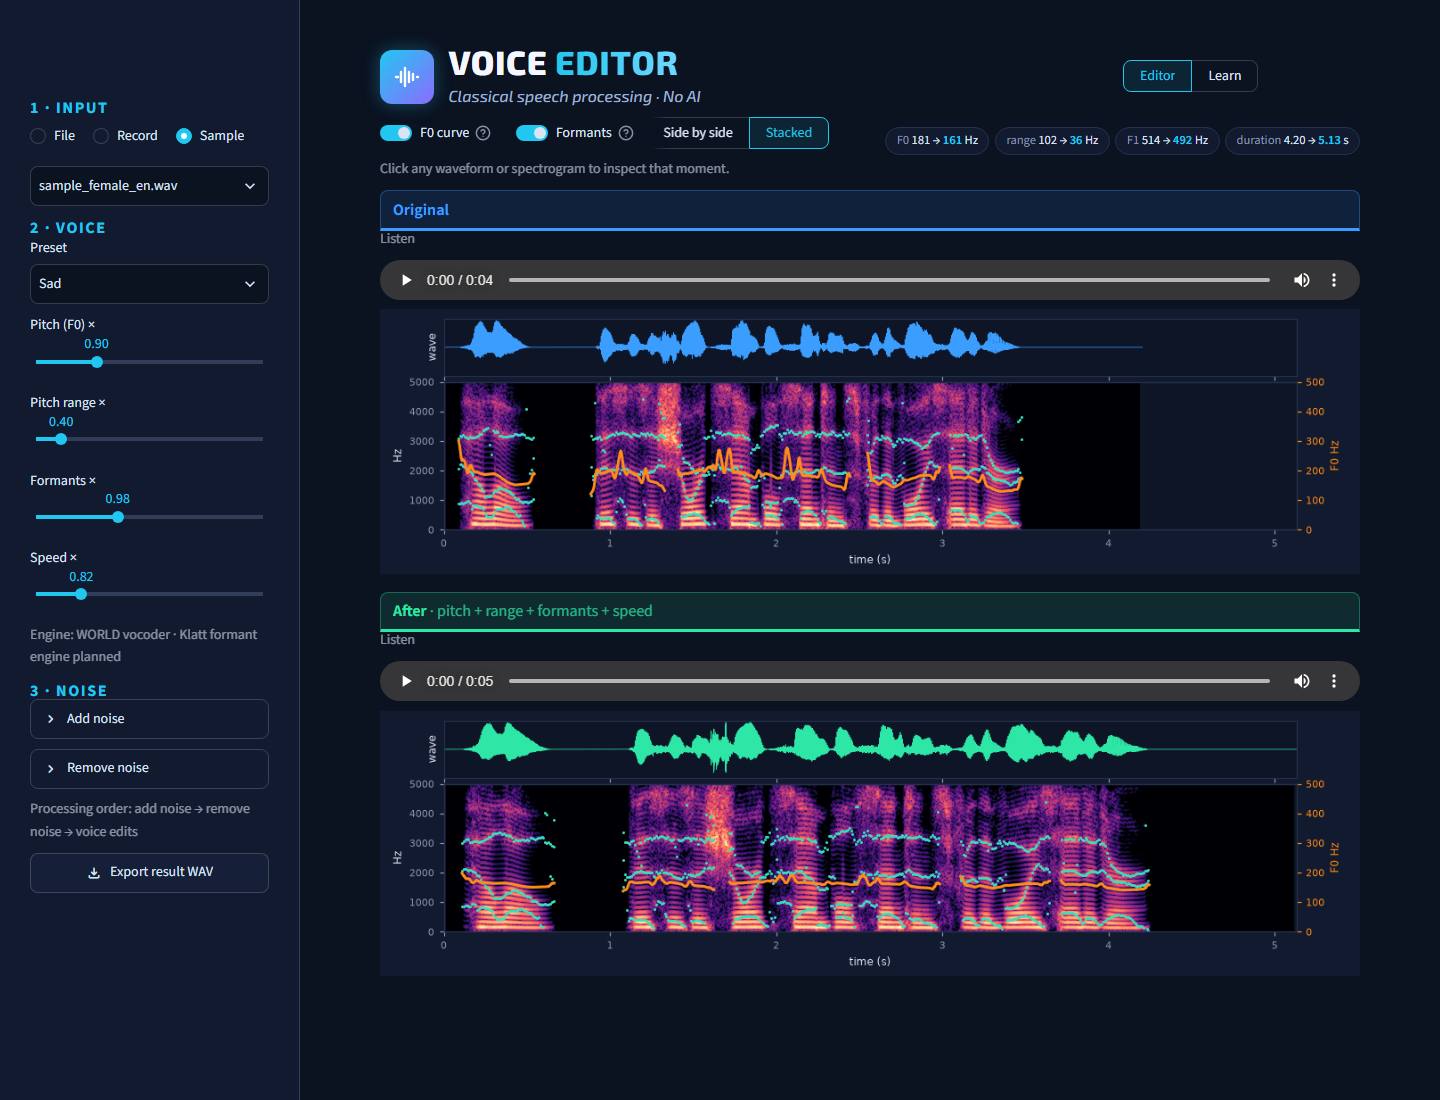 1 · INPUT
File
Record
Sample
sample_female_en.wav
2 · VOICE
Preset
Sad
Pitch (F0) ×
0.90
Pitch range ×
0.40
Formants ×
0.98
Speed ×
0.82
Engine: WORLD vocoder · Klatt formant
engine planned
3 · NOISE
Add noise
Remove noise
Processing order: add noise → remove
noise → voice edits
Export result WAV
VOICE EDITOR
Classical speech processing · No AI
Editor
Learn
F0 curve ?
Formants ?
Side by side
Stacked
F0 181 → 161 Hz
range 102 → 36 Hz
F1 514 → 492 Hz
duration 4.20 → 5.13 s
Click any waveform or spectrogram to inspect that moment.
Original
Listen
0:00 / 0:04
wave
5000
4000
3000
2000
1000
0
Hz
500
400
300
200
100
0
F0 Hz
0 1 2 3 4 5
time (s)
After · pitch + range + formants + speed
Listen
0:00 / 0:05
wave
5000
4000
3000
2000
1000
0
Hz
500
400
300
200
100
0
F0 Hz
0 1 2 3 4 5
time (s)